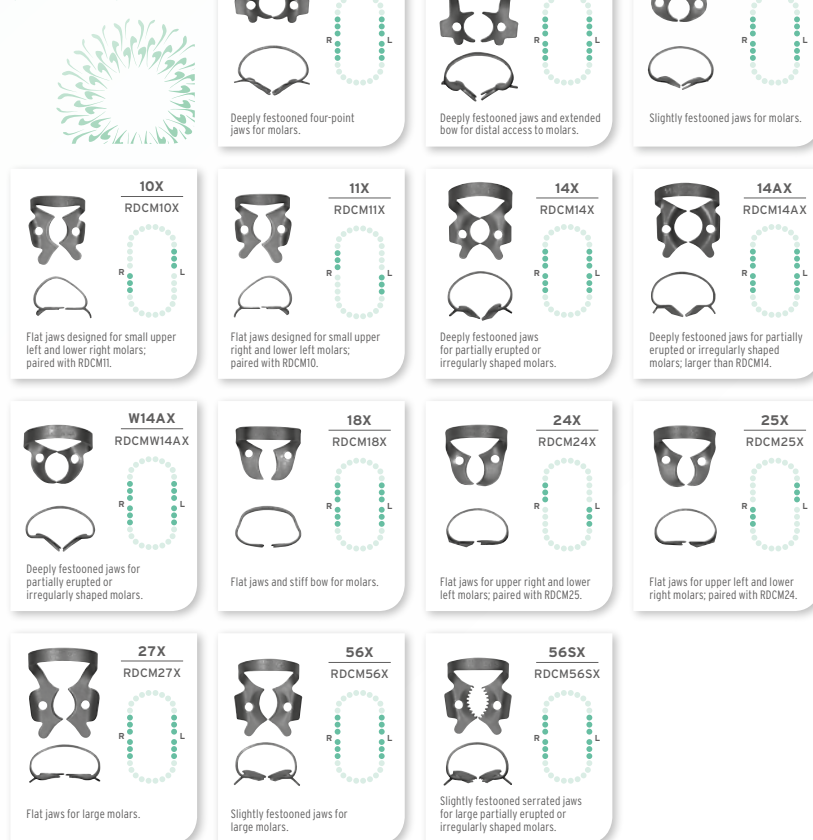 R
L
Deeply festooned four-point
jaws for molars.
R
L
Deeply festooned jaws and extended
bow for distal access to molars.
R
L
Slightly festooned jaws for molars.
10X
RDCM10X
R
L
Flat jaws designed for small upper
left and lower right molars;
paired with RDCM11.
11X
RDCM11X
R
L
Flat jaws designed for small upper
right and lower left molars;
paired with RDCM10.
14X
RDCM14X
R
L
Deeply festooned jaws
for partially erupted or
irregularly shaped molars.
14AX
RDCM14AX
R
L
Deeply festooned jaws for partially
erupted or irregularly shaped
molars; larger than RDCM14.
W14AX
RDCMW14AX
R
L
Deeply festooned jaws for
partially erupted or
irregularly shaped molars.
18X
RDCM18X
R
L
Flat jaws and stiff bow for molars.
24X
RDCM24X
R
L
Flat jaws for upper right and lower
left molars; paired with RDCM25.
25X
RDCM25X
R
L
Flat jaws for upper left and lower
right molars; paired with RDCM24.
27X
RDCM27X
R
L
Flat jaws for large molars.
56X
RDCM56X
R
L
Slightly festooned jaws for
large molars.
56SX
RDCM56SX
R
L
Slightly festooned serrated jaws
for large partially erupted or
irregularly shaped molars.